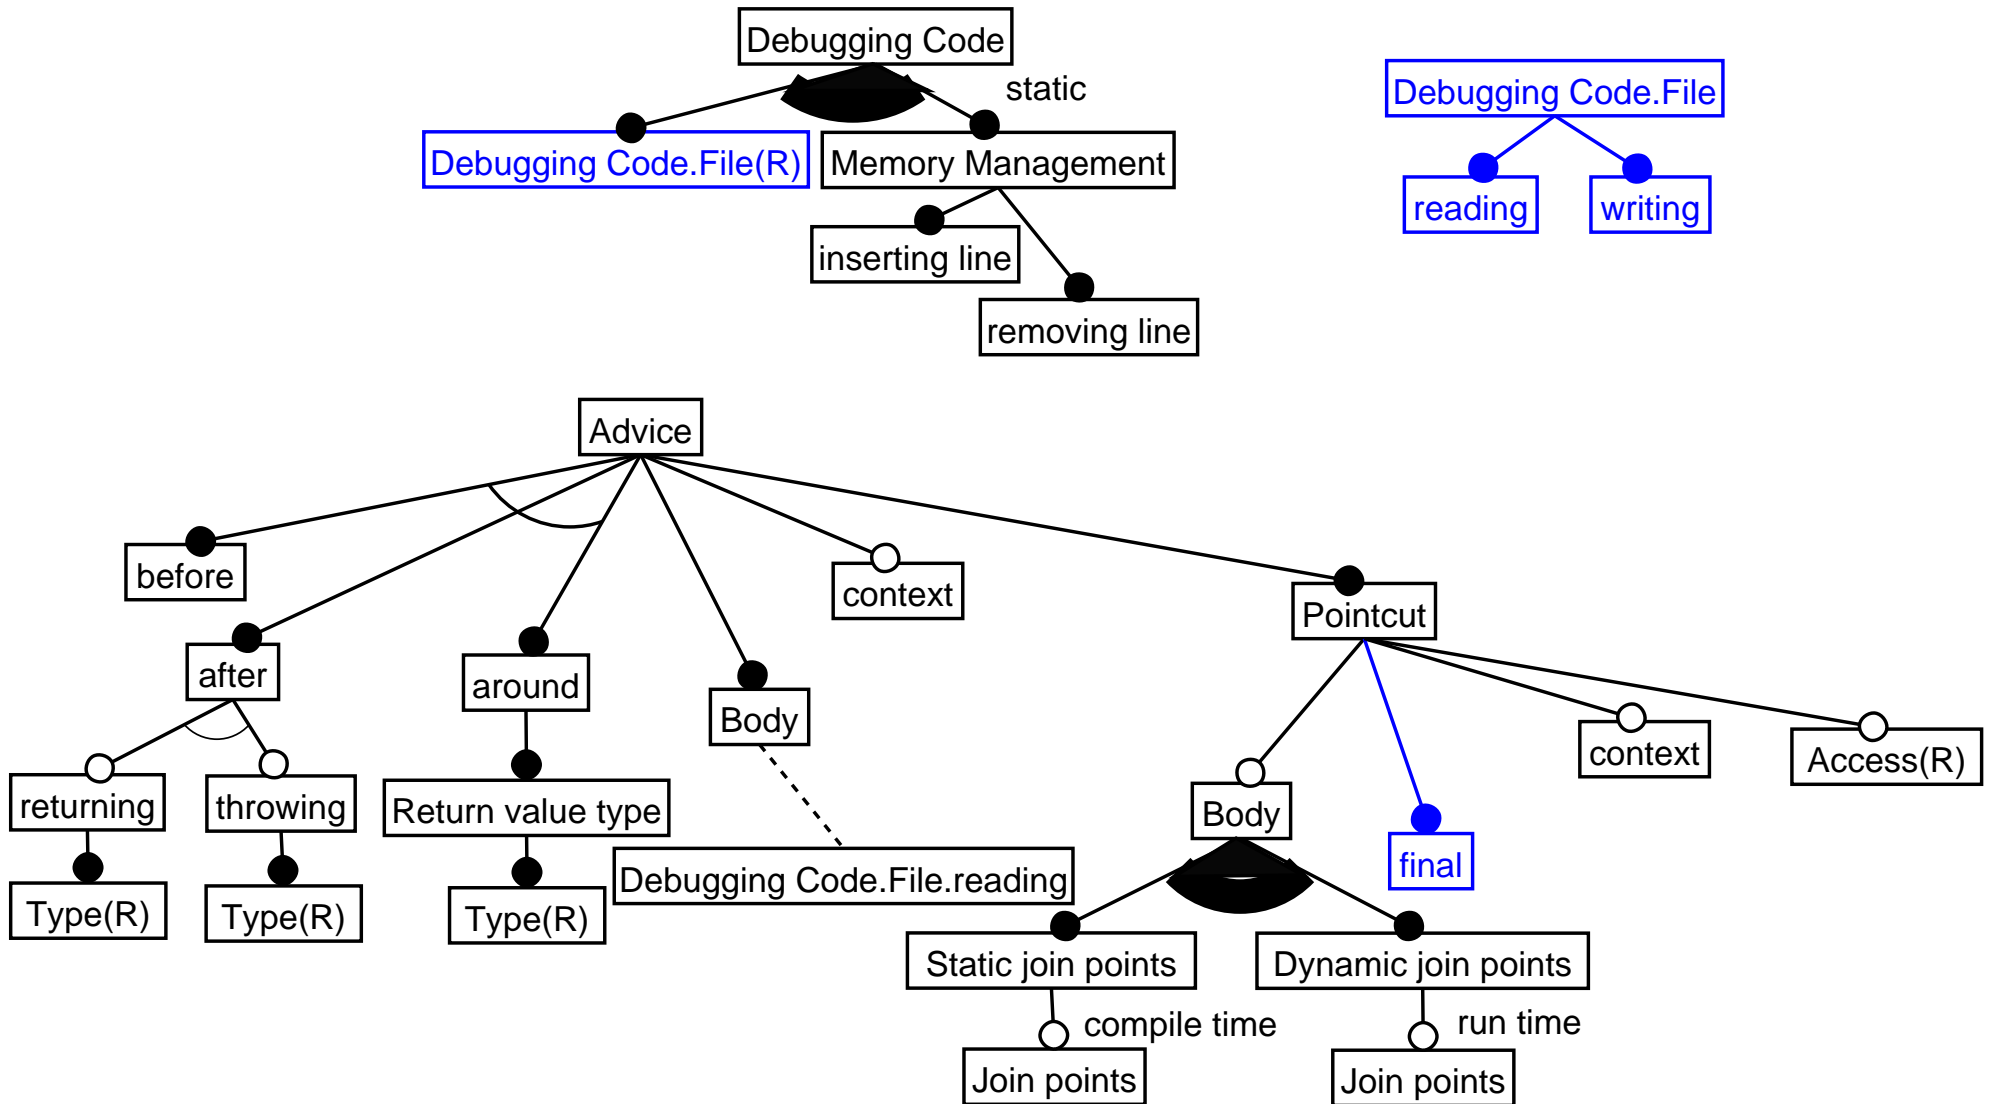 Debugging Code
static
Debugging Code.File
Debugging Code.File(R)
Memory Management
reading
writing
inserting line
removing line
Advice
before
context
Pointcut
after
around
Body
context
Access(R)
returning
throwing
Return value type
Body
final
Debugging Code.File.reading
Type(R)
Type(R)
Type(R)
Static join points
Dynamic join points
compile time
run time
Join points
Join points